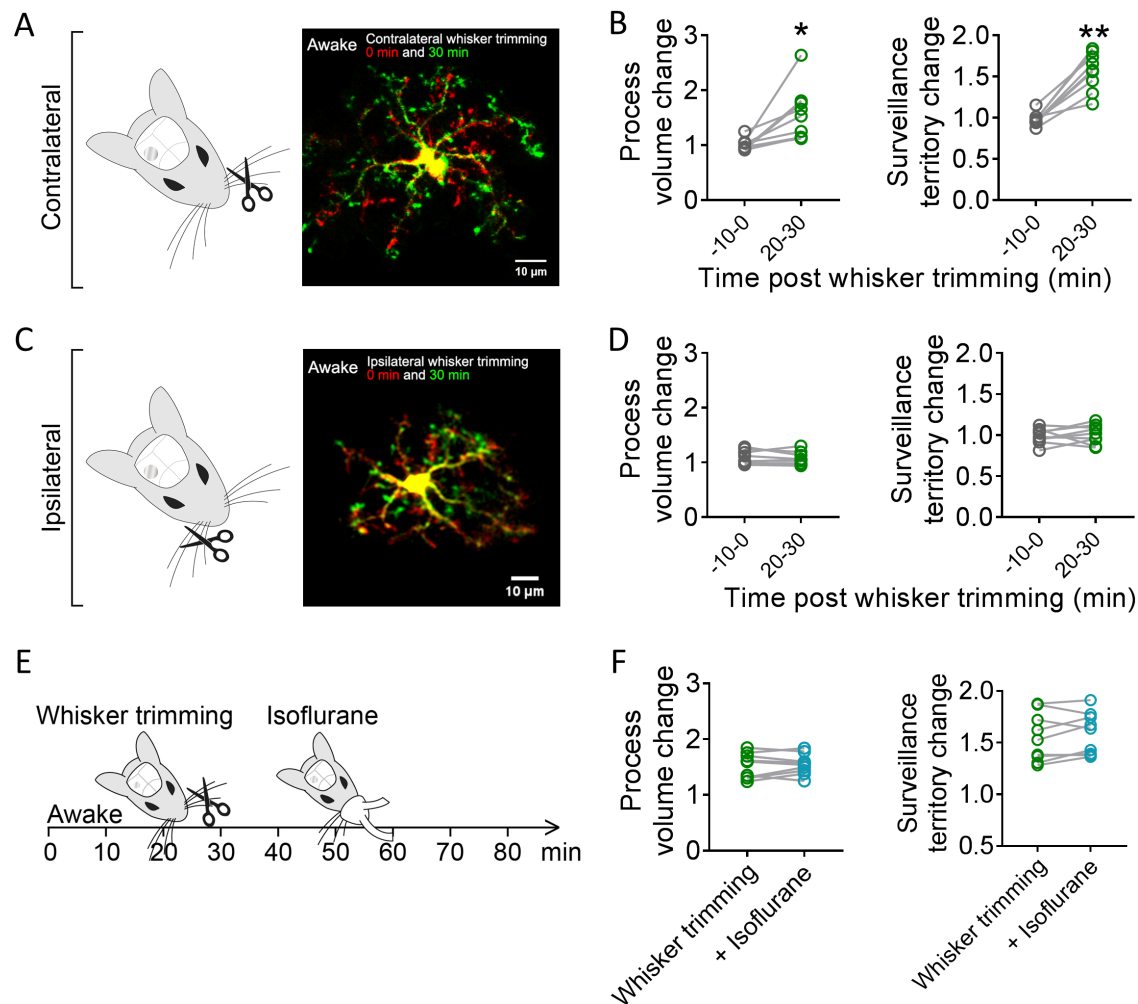 A
Contralateral
Awake
Contralateral whisker trimming
0 min and 30 min
10 µm
B
Process
volume change
3
2
1
0
-10-0
20-30
*
Surveillance
territory change
2.0
1.5
1.0
0.5
0.0
-10-0
20-30
**
Time post whisker trimming (min)
C
Ipsilateral
Awake
Ipsilateral whisker trimming
0 min and 30 min
10 µm
D
Process
volume change
3
2
1
0
-10-0
20-30
Surveillance
territory change
2.0
1.5
1.0
0.5
0.0
-10-0
20-30
Time post whisker trimming (min)
E
Whisker trimming
Isoflurane
Awake
0 10 20 30 40 50 60 70 80 min
F
Process
volume change
3
2
1
0
Whisker trimming
+ Isoflurane
Surveillance
territory change
2.0
1.5
1.0
0.5
Whisker trimming
+ Isoflurane